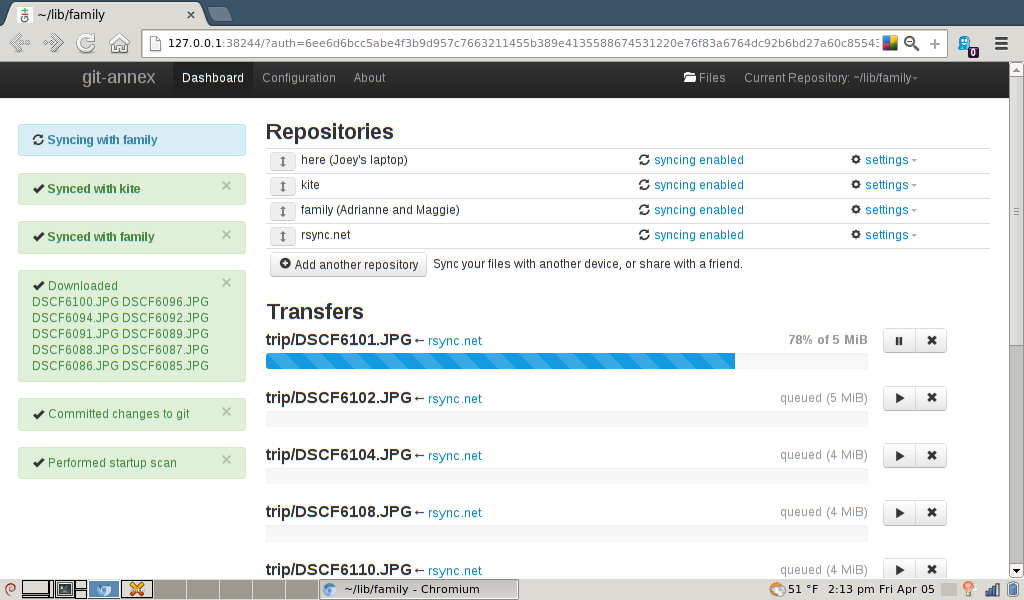 ~/lib/family
127.0.0.1:38244/?auth=6ee6d6bcc5abe4f3b9d957c7663211455b389e4135588674531220e76f83a6764dc92b6bd27a60c85543
0
git-annex Dashboard Configuration About Files Current Repository: ~/lib/family
Syncing with family
Synced with kite ×
Synced with family ×
Downloaded ×
DSCF6100.JPG DSCF6096.JPG
DSCF6094.JPG DSCF6092.JPG
DSCF6091.JPG DSCF6089.JPG
DSCF6088.JPG DSCF6087.JPG
DSCF6086.JPG DSCF6085.JPG
Committed changes to git ×
Performed startup scan ×
Repositories
here (Joey's laptop) syncing enabled settings
kite syncing enabled settings
family (Adrianne and Maggie) syncing enabled settings
rsync.net syncing enabled settings
Add another repository Sync your files with another device, or share with a friend.
Transfers
trip/DSCF6101.JPG ← rsync.net 78% of 5 MiB
trip/DSCF6102.JPG ← rsync.net queued (5 MiB)
trip/DSCF6104.JPG ← rsync.net queued (4 MiB)
trip/DSCF6108.JPG ← rsync.net queued (4 MiB)
trip/DSCF6110.JPG ← rsync.net queued (4 MiB)
~/lib/family - Chromium 51 °F 2:13 pm Fri Apr 05